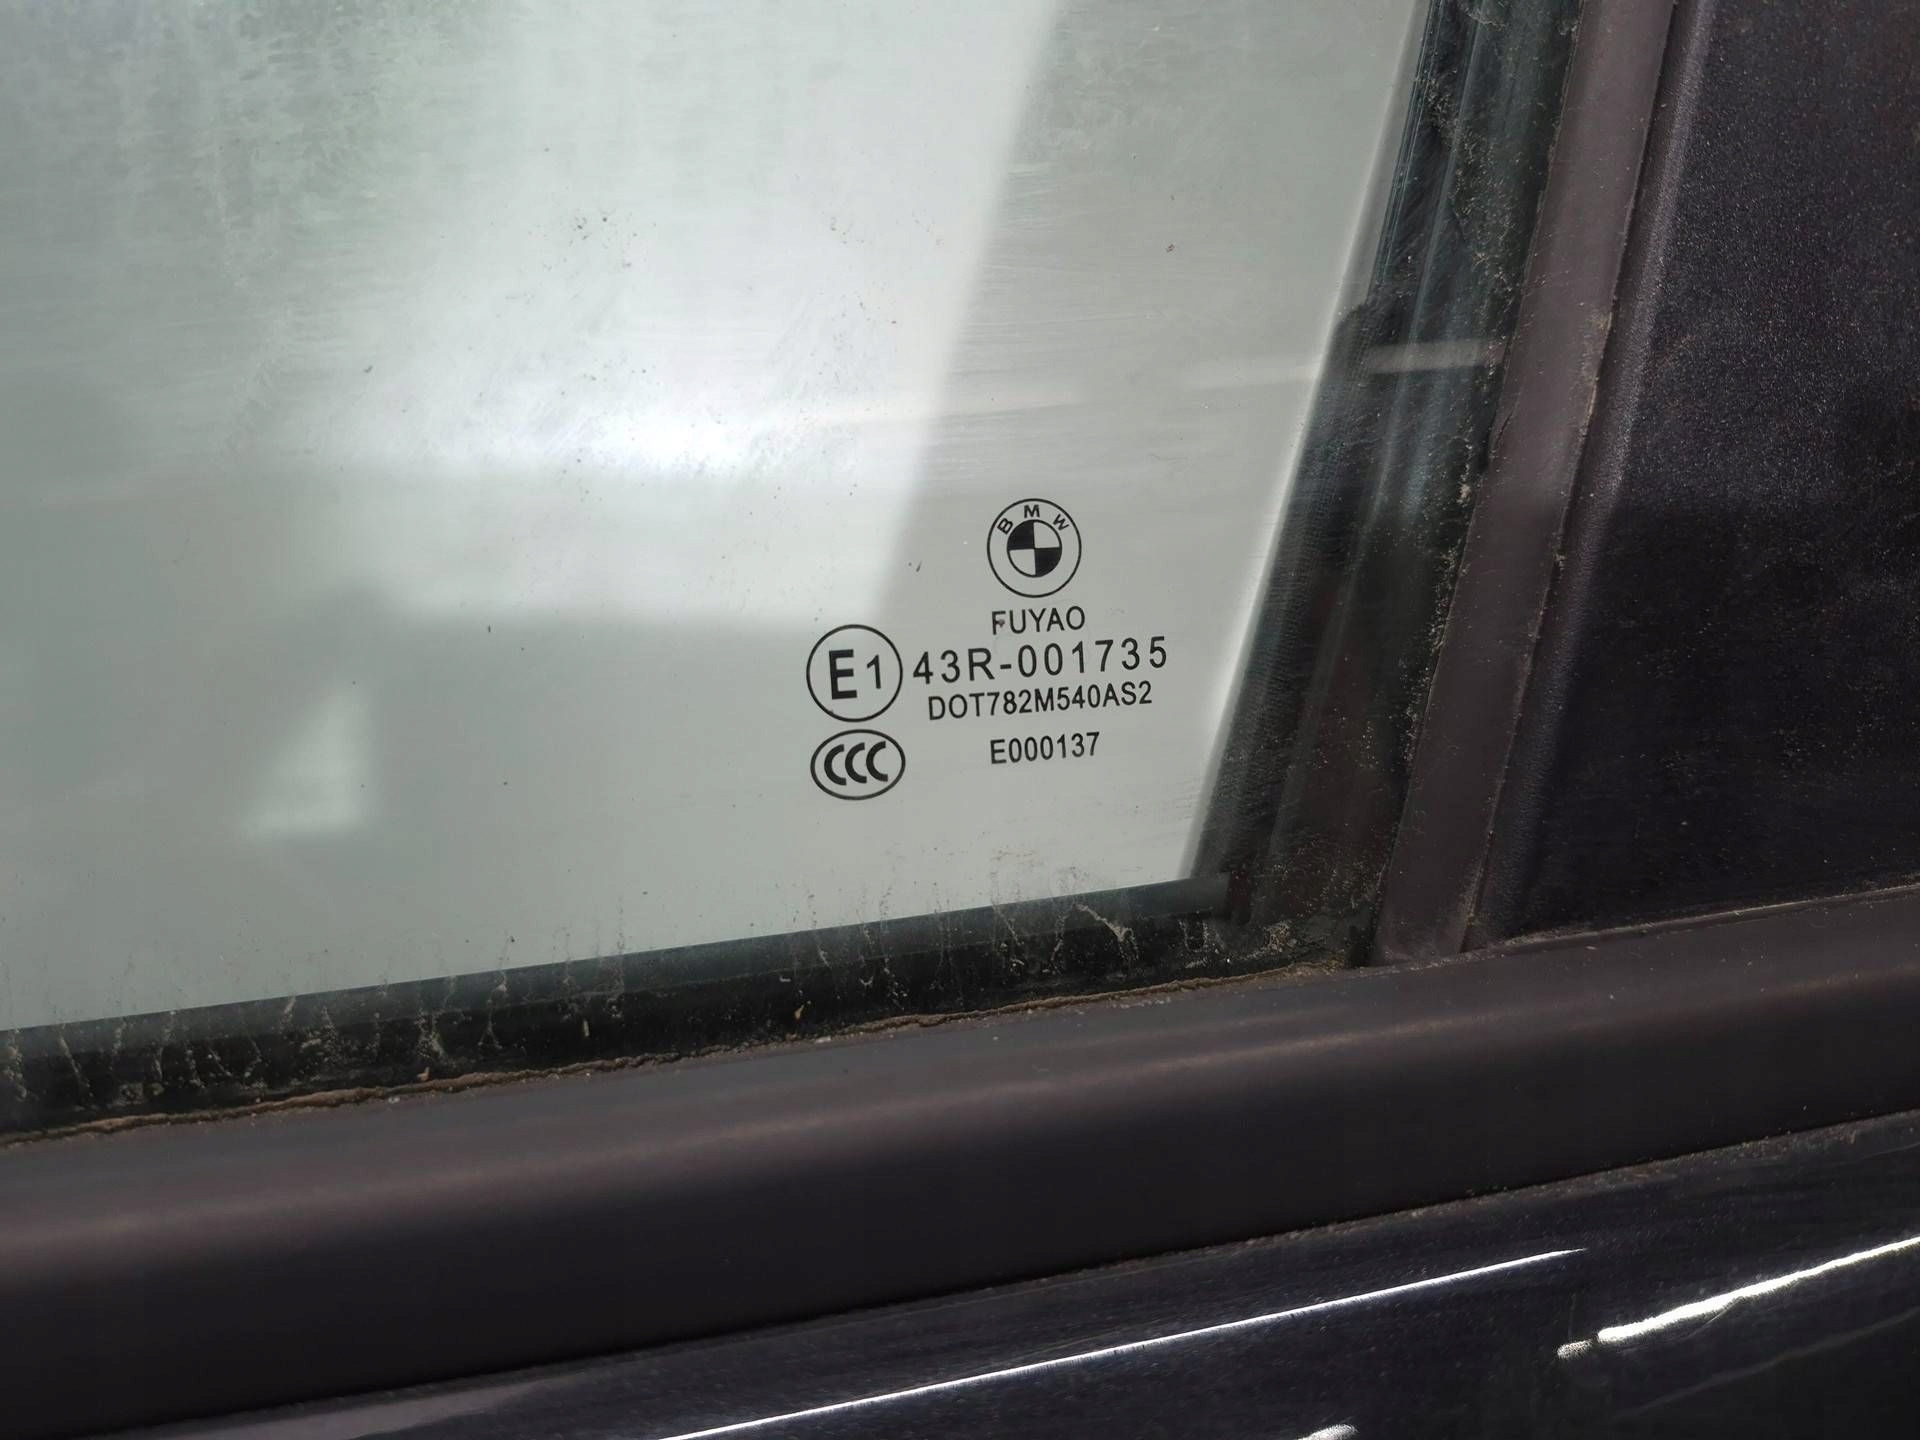 BMW
FUYAO
E1 43R-001735
DOT782M540AS2
CCC E000137